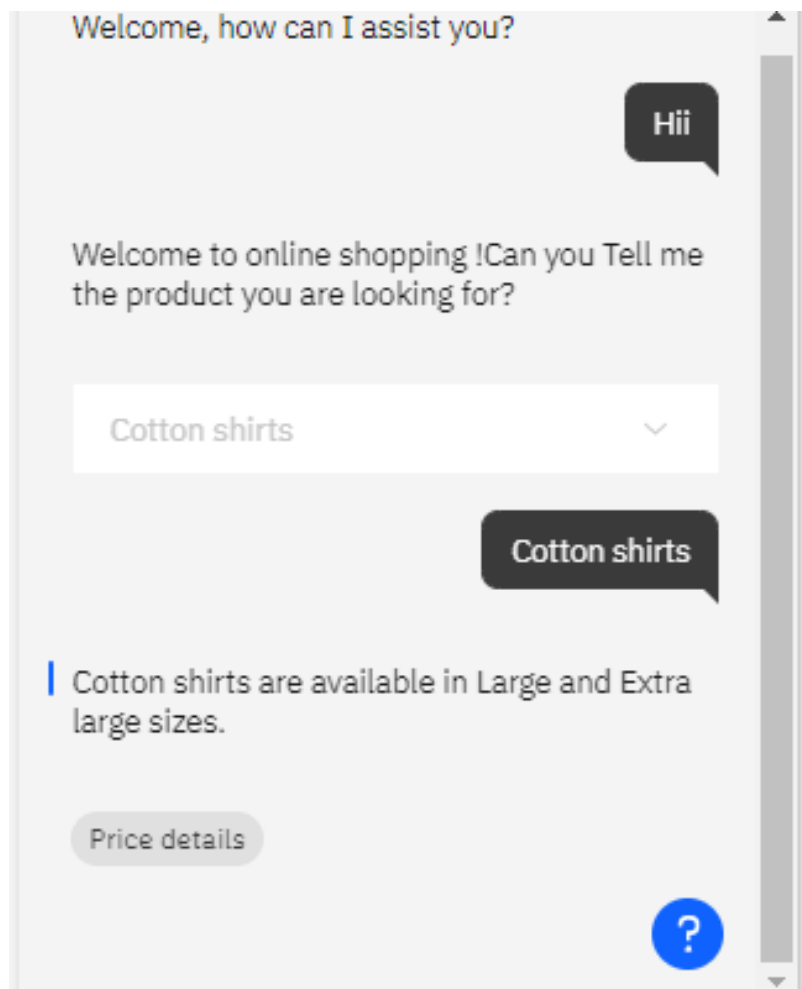 Welcome, how can I assist you?
Hii
Welcome to online shopping !Can you Tell me
the product you are looking for?
Cotton shirts
Cotton shirts
Cotton shirts are available in Large and Extra
large sizes.
Price details
?